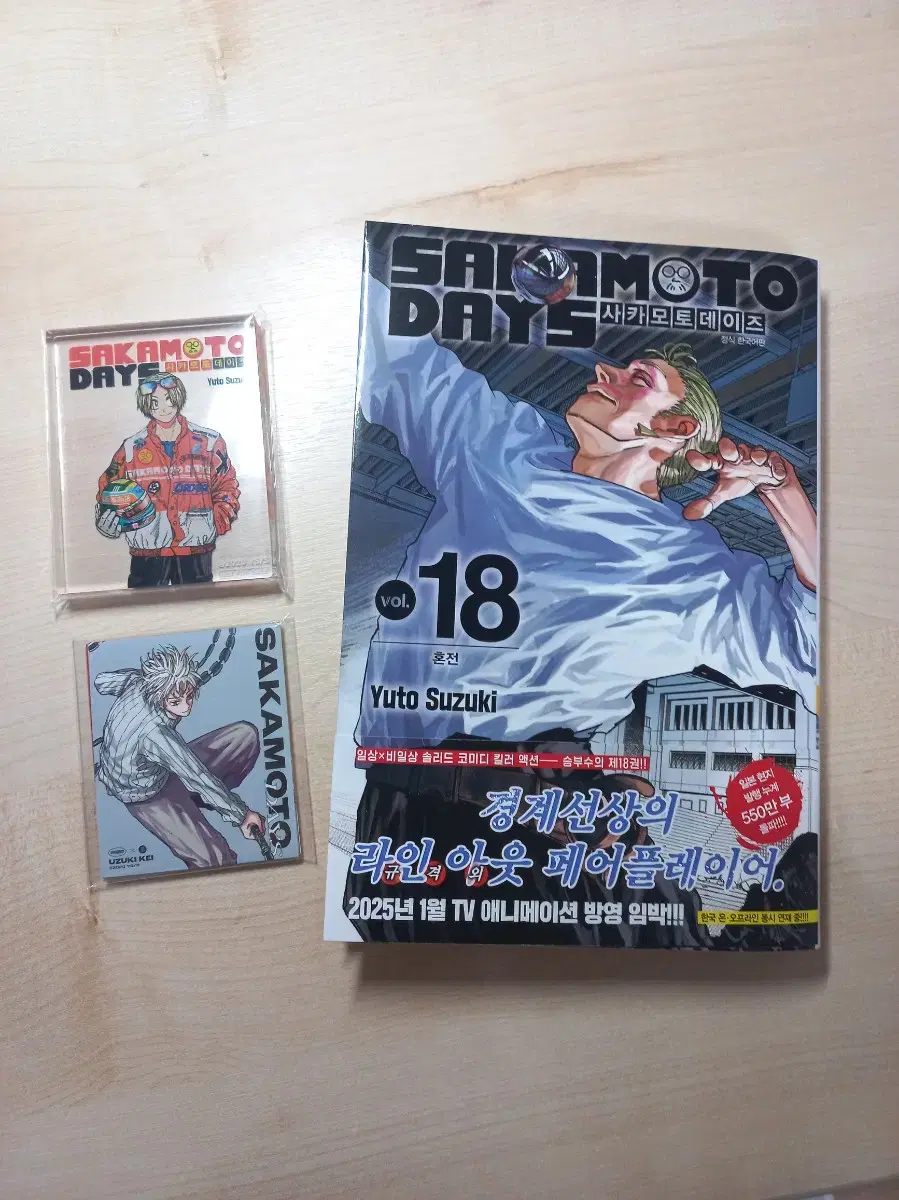 SAKAMOTO
DAYS 사카모토데이즈
Yuto Suzu
SAKAMOTO DAYS
ORDER
SAKAMOTO
UZUKI KEI
SAKAMOTO
DAYS 사카모토데이즈
정식 한국어판
vol. 18
혼전
Yuto Suzuki
일상×비일상 솔리드 코미디 킬러 액션── 승부수의 제18권!!
경계선상의
라인 아웃 페어플레이어.
규격외
2025년 1월 TV 애니메이션 방영 임박!!!
일본 현지
발행 누계
550만 부
돌파!!!!
한국 온·오프라인 동시 연재 중!!!!